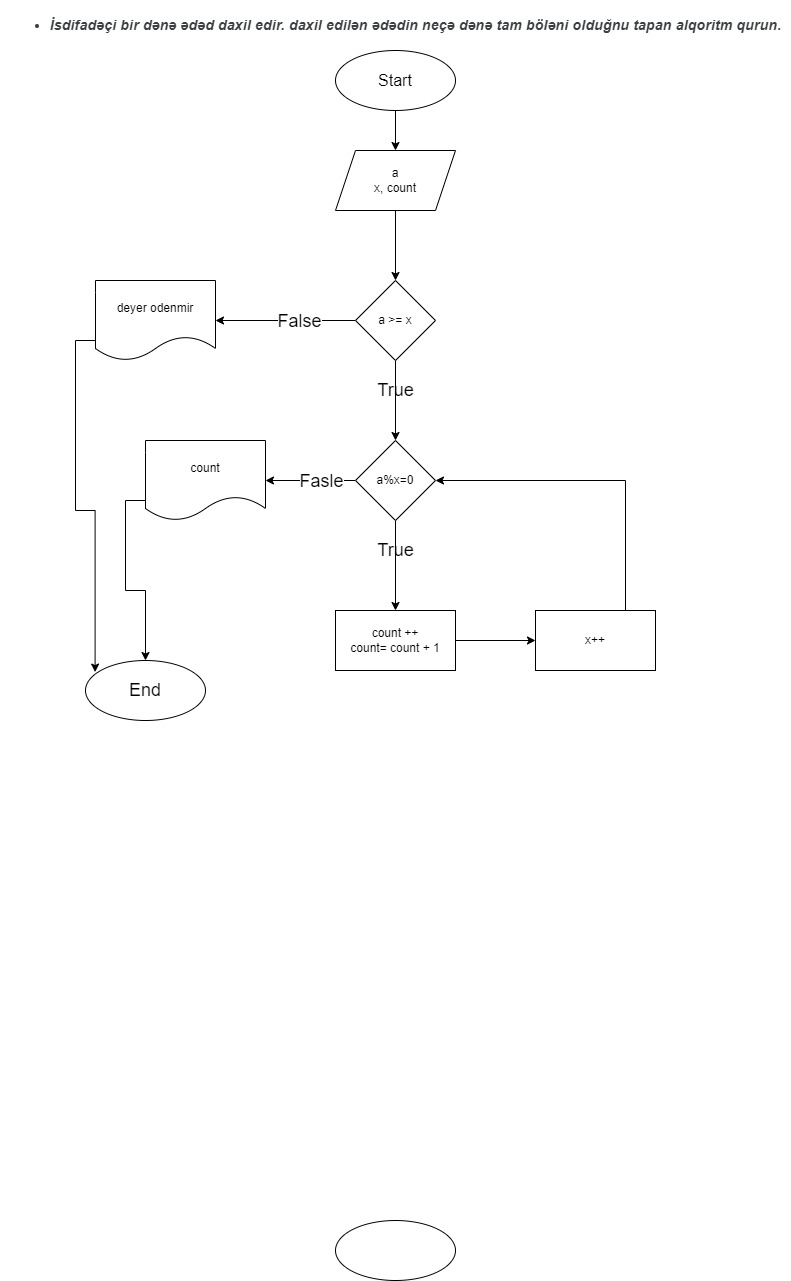 İsdifadəçi bir dənə ədəd daxil edir. daxil edilən ədədin neçə dənə tam böləni olduğnu tapan alqoritm qurun.
Start
a
x, count
deyer odenmir
False
a >= x
True
count
Fasle
a%x=0
True
count ++
count= count + 1
x++
End